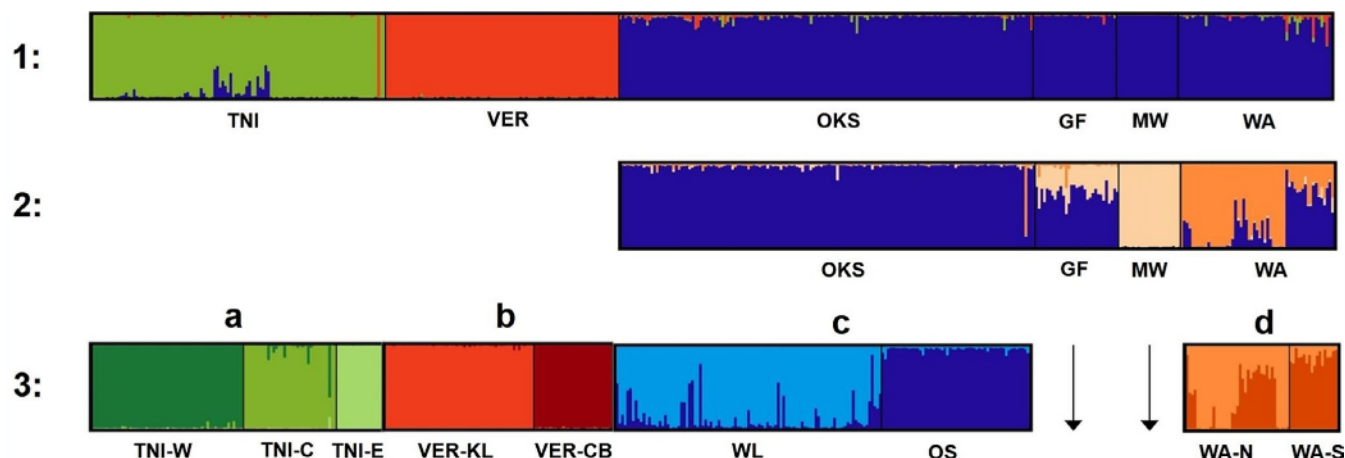 1:
TNI VER OKS GF MW WA
2:
OKS GF MW WA
a b c d
3:
TNI-W TNI-C TNI-E VER-KL VER-CB WL OS WA-N WA-S